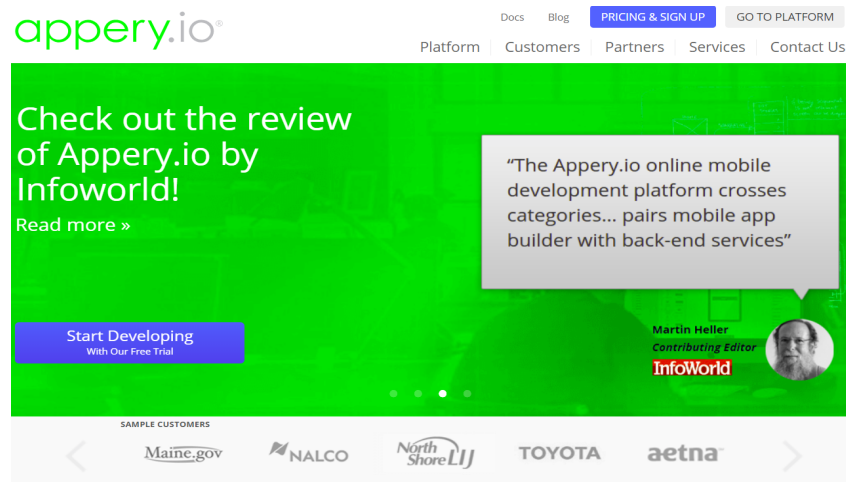 appery.io®
Docs Blog PRICING & SIGN UP GO TO PLATFORM
Platform Customers Partners Services Contact Us
Check out the review
of Appery.io by
Infoworld!
Read more »
“The Appery.io online mobile
development platform crosses
categories... pairs mobile app
builder with back-end services”
Start Developing
With Our Free Trial
Martin Heller
Contributing Editor
InfoWorld
SAMPLE CUSTOMERS
Maine.gov
NALCO
North
Shore LIJ
TOYOTA
aetna